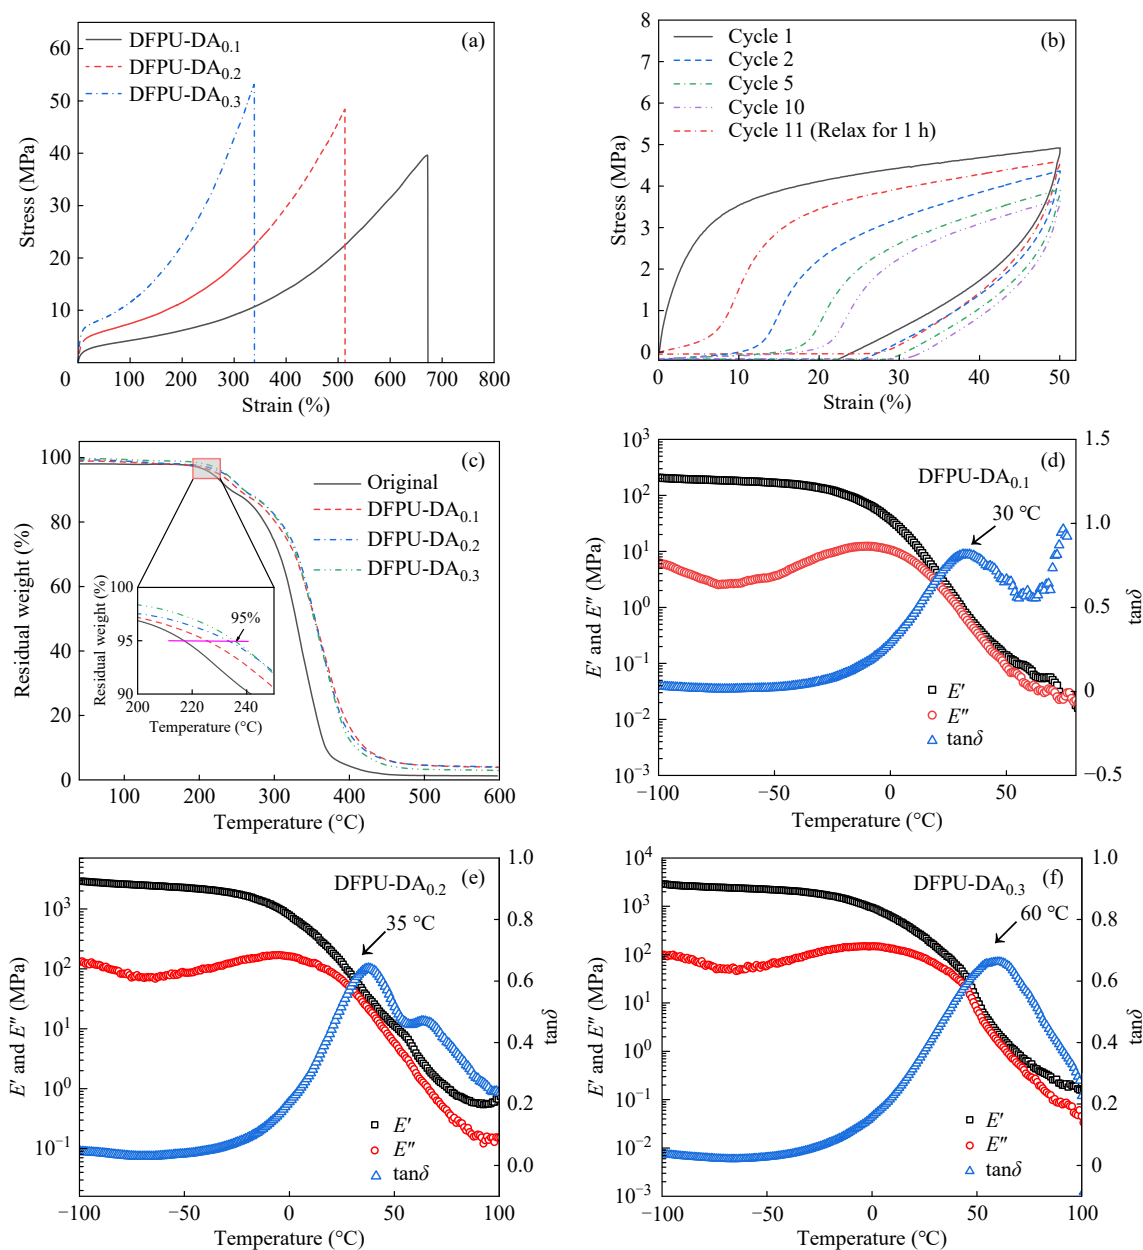 (a)
DFPU-DA0.1
DFPU-DA0.2
DFPU-DA0.3
60
50
40
30
20
10
0
0 100 200 300 400 500 600 700 800
Stress (MPa)
Strain (%)
(b)
Cycle 1
Cycle 2
Cycle 5
Cycle 10
Cycle 11 (Relax for 1 h)
8
7
6
5
4
3
2
1
0
0 10 20 30 40 50
Stress (MPa)
Strain (%)
(c)
Original
DFPU-DA0.1
DFPU-DA0.2
DFPU-DA0.3
100
80
60
40
20
0
100 200 300 400 500 600
Residual weight (%)
Temperature (°C)
100
98
95
90
95%
200 220 240
Residual weight (%)
Temperature (°C)
(d)
DFPU-DA0.1
30 °C
10³
10²
10¹
10⁰
10⁻¹
10⁻²
10⁻³
1.5
1.0
0.5
0
−0.5
−100 −50 0 50
E′ and E″ (MPa)
tanδ
E′
E″
tanδ
Temperature (°C)
(e)
DFPU-DA0.2
35 °C
10³
10²
10¹
10⁰
10⁻¹
1.0
0.8
0.6
0.4
0.2
0.0
−100 −50 0 50 100
E′ and E″ (MPa)
tanδ
E′
E″
tanδ
Temperature (°C)
(f)
DFPU-DA0.3
60 °C
10⁴
10³
10²
10¹
10⁰
10⁻¹
10⁻²
10⁻³
1.0
0.8
0.6
0.4
0.2
0
−100 −50 0 50 100
E′ and E″ (MPa)
tanδ
E′
E″
tanδ
Temperature (°C)